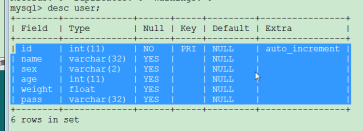 mysql> desc user;
+--------+-------------+------+-----+---------+----------------+
| Field | Type | Null | Key | Default | Extra |
+--------+-------------+------+-----+---------+----------------+
| id | int(11) | NO | PRI | NULL | auto_increment |
| name | varchar(32) | YES | | NULL | |
| sex | varchar(2) | YES | | NULL | |
| age | int(11) | YES | | NULL | |
| weight | float | YES | | NULL | |
| pass | varchar(32) | YES | | NULL | |
+--------+-------------+------+-----+---------+----------------+
6 rows in set